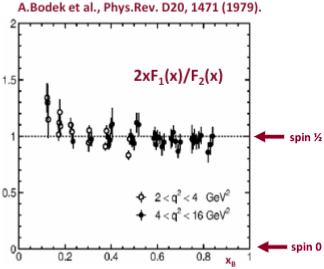 A.Bodek et al., Phys.Rev. D20, 1471 (1979).
2
2xF₁(x)/F₂(x)
1.5
1
spin ½
0.5
2 < q² < 4 GeV²
4 < q² < 16 GeV²
0
spin 0
0 0.2 0.4 0.6 0.8 1
x_B